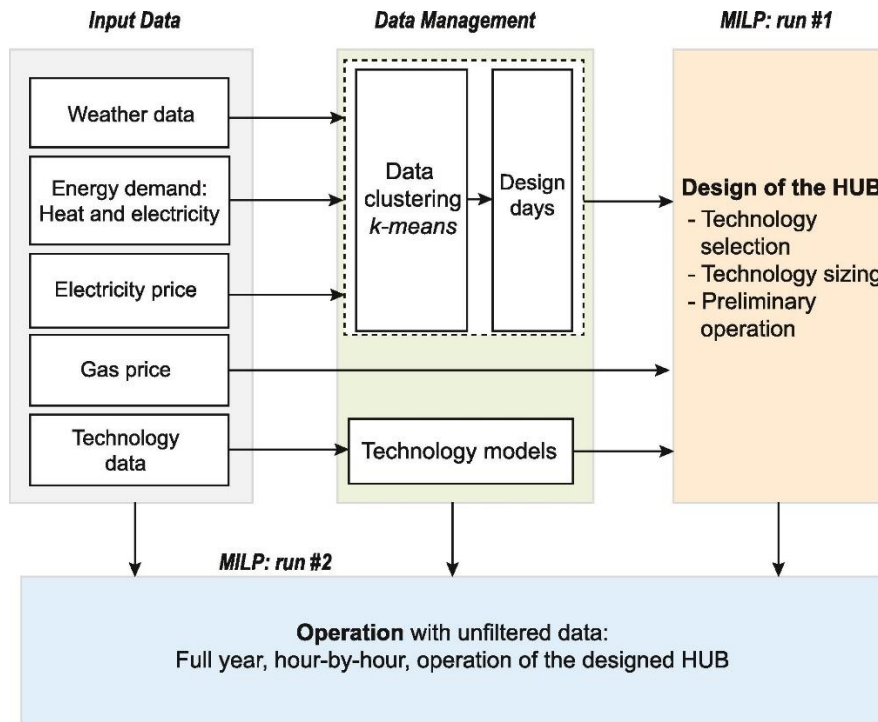 Input Data
Data Management
MILP: run #1
Weather data
Energy demand:
Heat and electricity
Electricity price
Gas price
Technology
data
Data
clustering
k-means
Design
days
Technology models
Design of the HUB
- Technology
selection
- Technology sizing
- Preliminary
operation
MILP: run #2
Operation with unfiltered data:
Full year, hour-by-hour, operation of the designed HUB